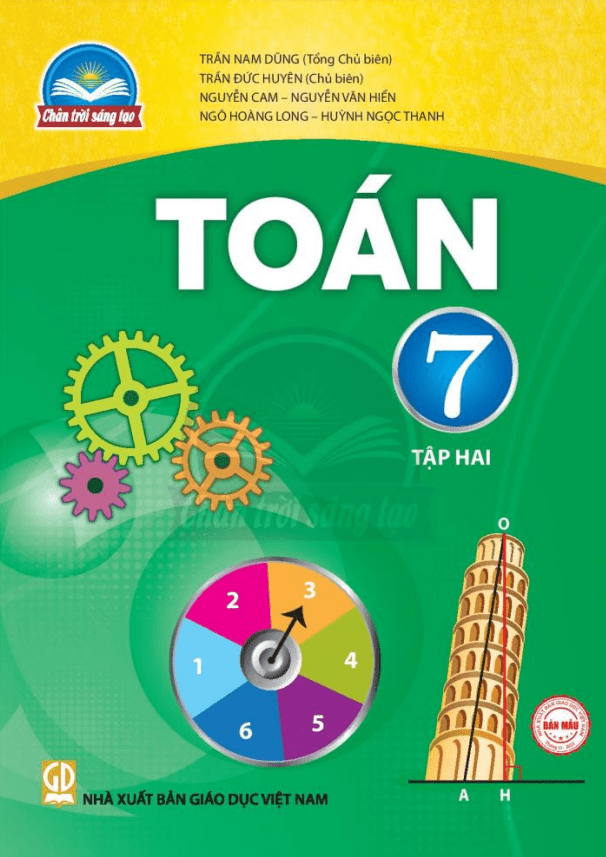 TRẦN NAM DŨNG (Tổng Chủ biên)
TRẦN ĐỨC HUYÊN (Chủ biên)
NGUYỄN CAM – NGUYỄN VĂN HIỂN
NGÔ HOÀNG LONG – HUỲNH NGỌC THANH
Chân trời sáng tạo
TOÁN
7
TẬP HAI
Chân trời sáng tạo
O
2
3
1
4
6
5
BẢN MẪU
A H
GD
NHÀ XUẤT BẢN GIÁO DỤC VIỆT NAM